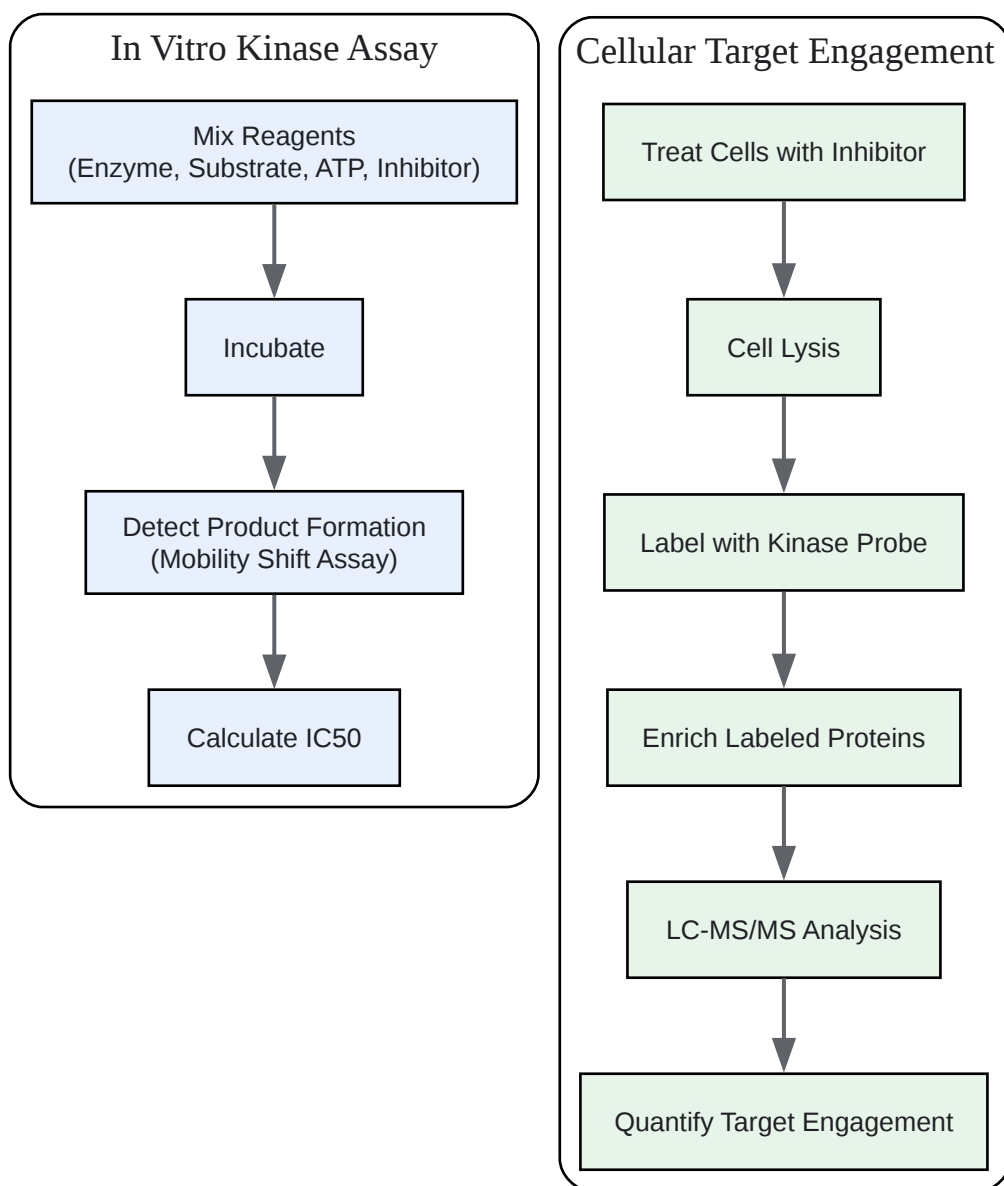 In Vitro Kinase Assay
Mix Reagents
(Enzyme, Substrate, ATP, Inhibitor)
Incubate
Detect Product Formation
(Mobility Shift Assay)
Calculate IC50
Cellular Target Engagement
Treat Cells with Inhibitor
Cell Lysis
Label with Kinase Probe
Enrich Labeled Proteins
LC-MS/MS Analysis
Quantify Target Engagement